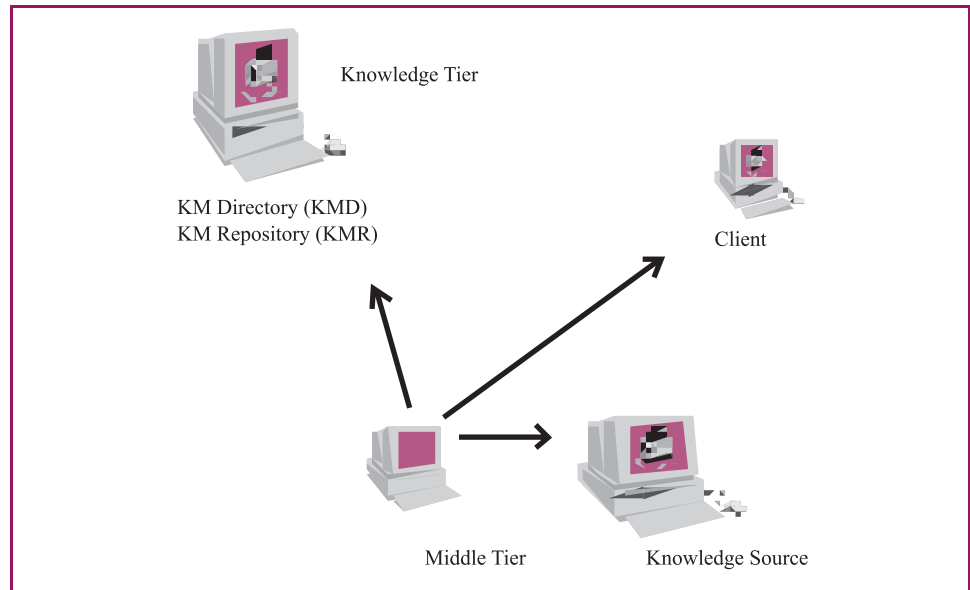 Knowledge Tier
KM Directory (KMD)
KM Repository (KMR)
Client
Middle Tier
Knowledge Source